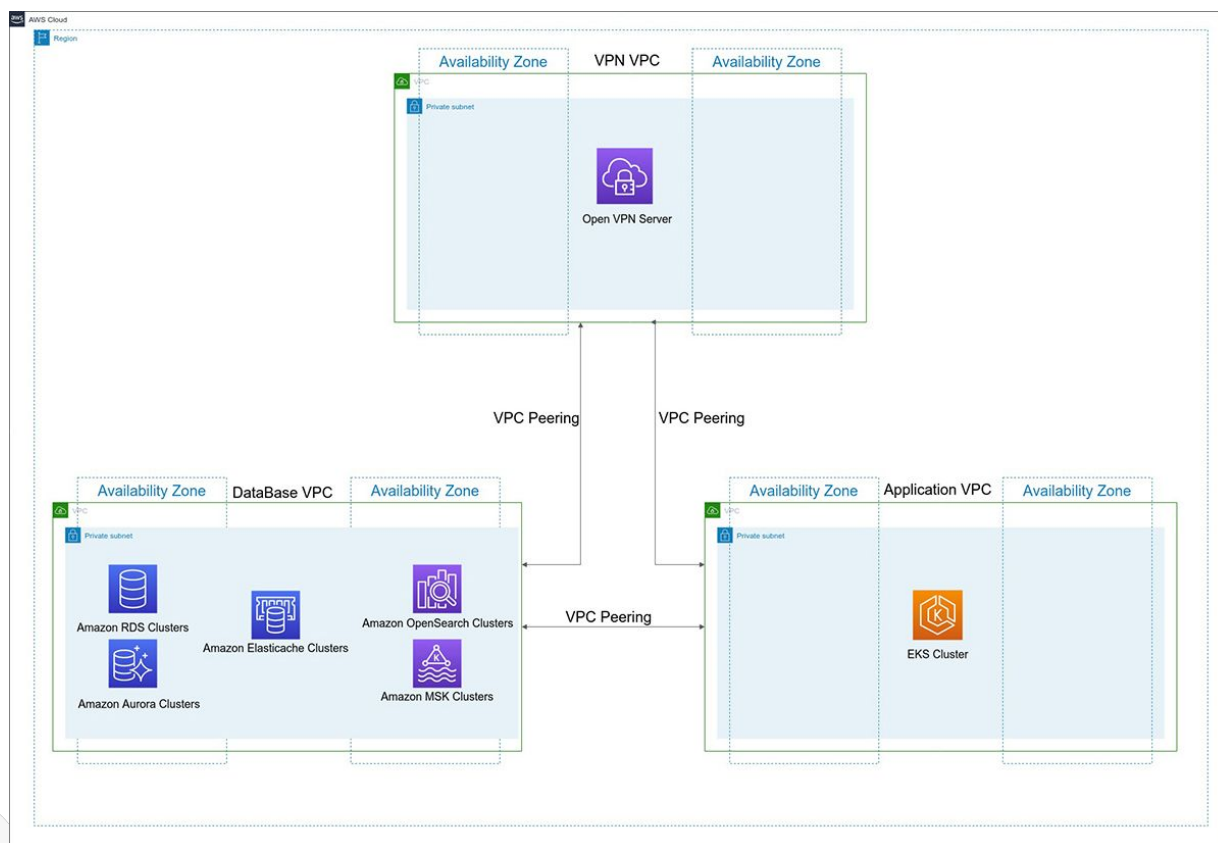 aws
AWS Cloud
Region
Availability Zone
VPN VPC
Availability Zone
VPC
Private subnet
Open VPN Server
VPC Peering
VPC Peering
Availability Zone
DataBase VPC
Availability Zone
VPC
Private subnet
Amazon RDS Clusters
Amazon Elasticache Clusters
Amazon OpenSearch Clusters
Amazon Aurora Clusters
Amazon MSK Clusters
VPC Peering
Availability Zone
Application VPC
Availability Zone
VPC
Private subnet
K
K
EKS Cluster